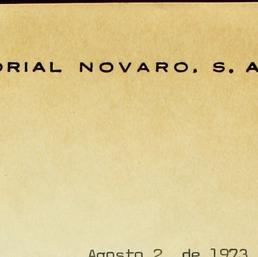 ORIAL NOVARO, S. A
Agosto 2 de 1973